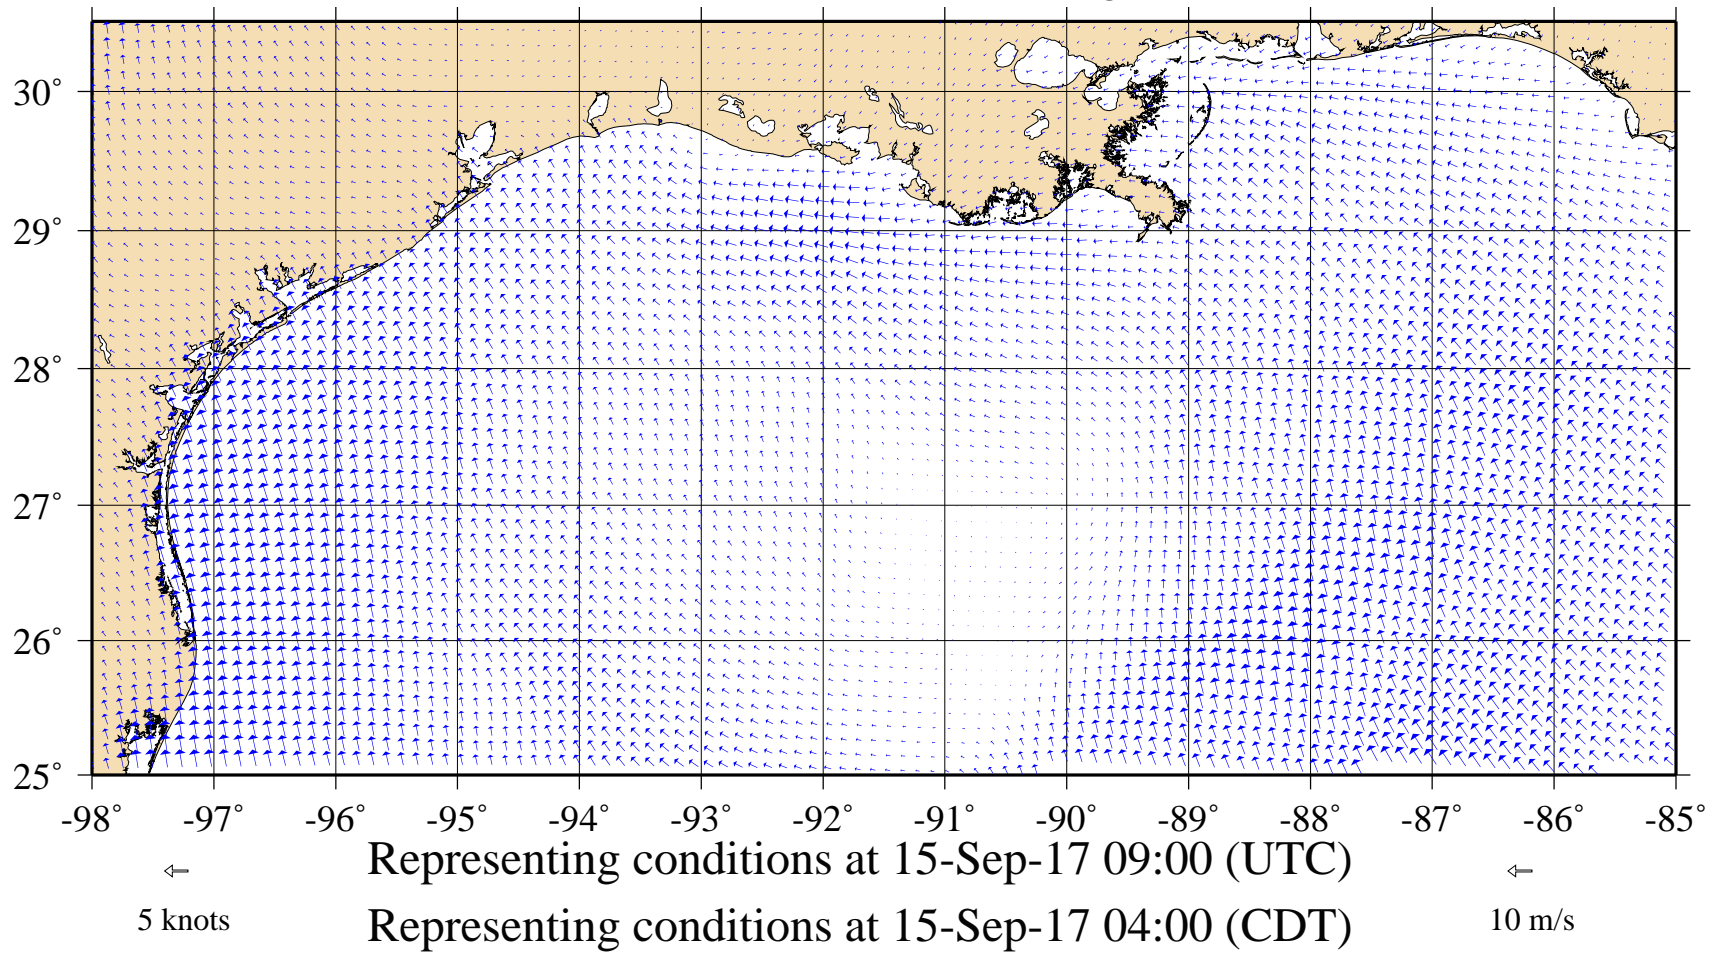 30°
29°
28°
27°
26°
25°
-98° -97° -96° -95° -94° -93° -92° -91° -90° -89° -88° -87° -86° -85°
Representing conditions at 15-Sep-17 09:00 (UTC)
5 knots
Representing conditions at 15-Sep-17 04:00 (CDT)
10 m/s